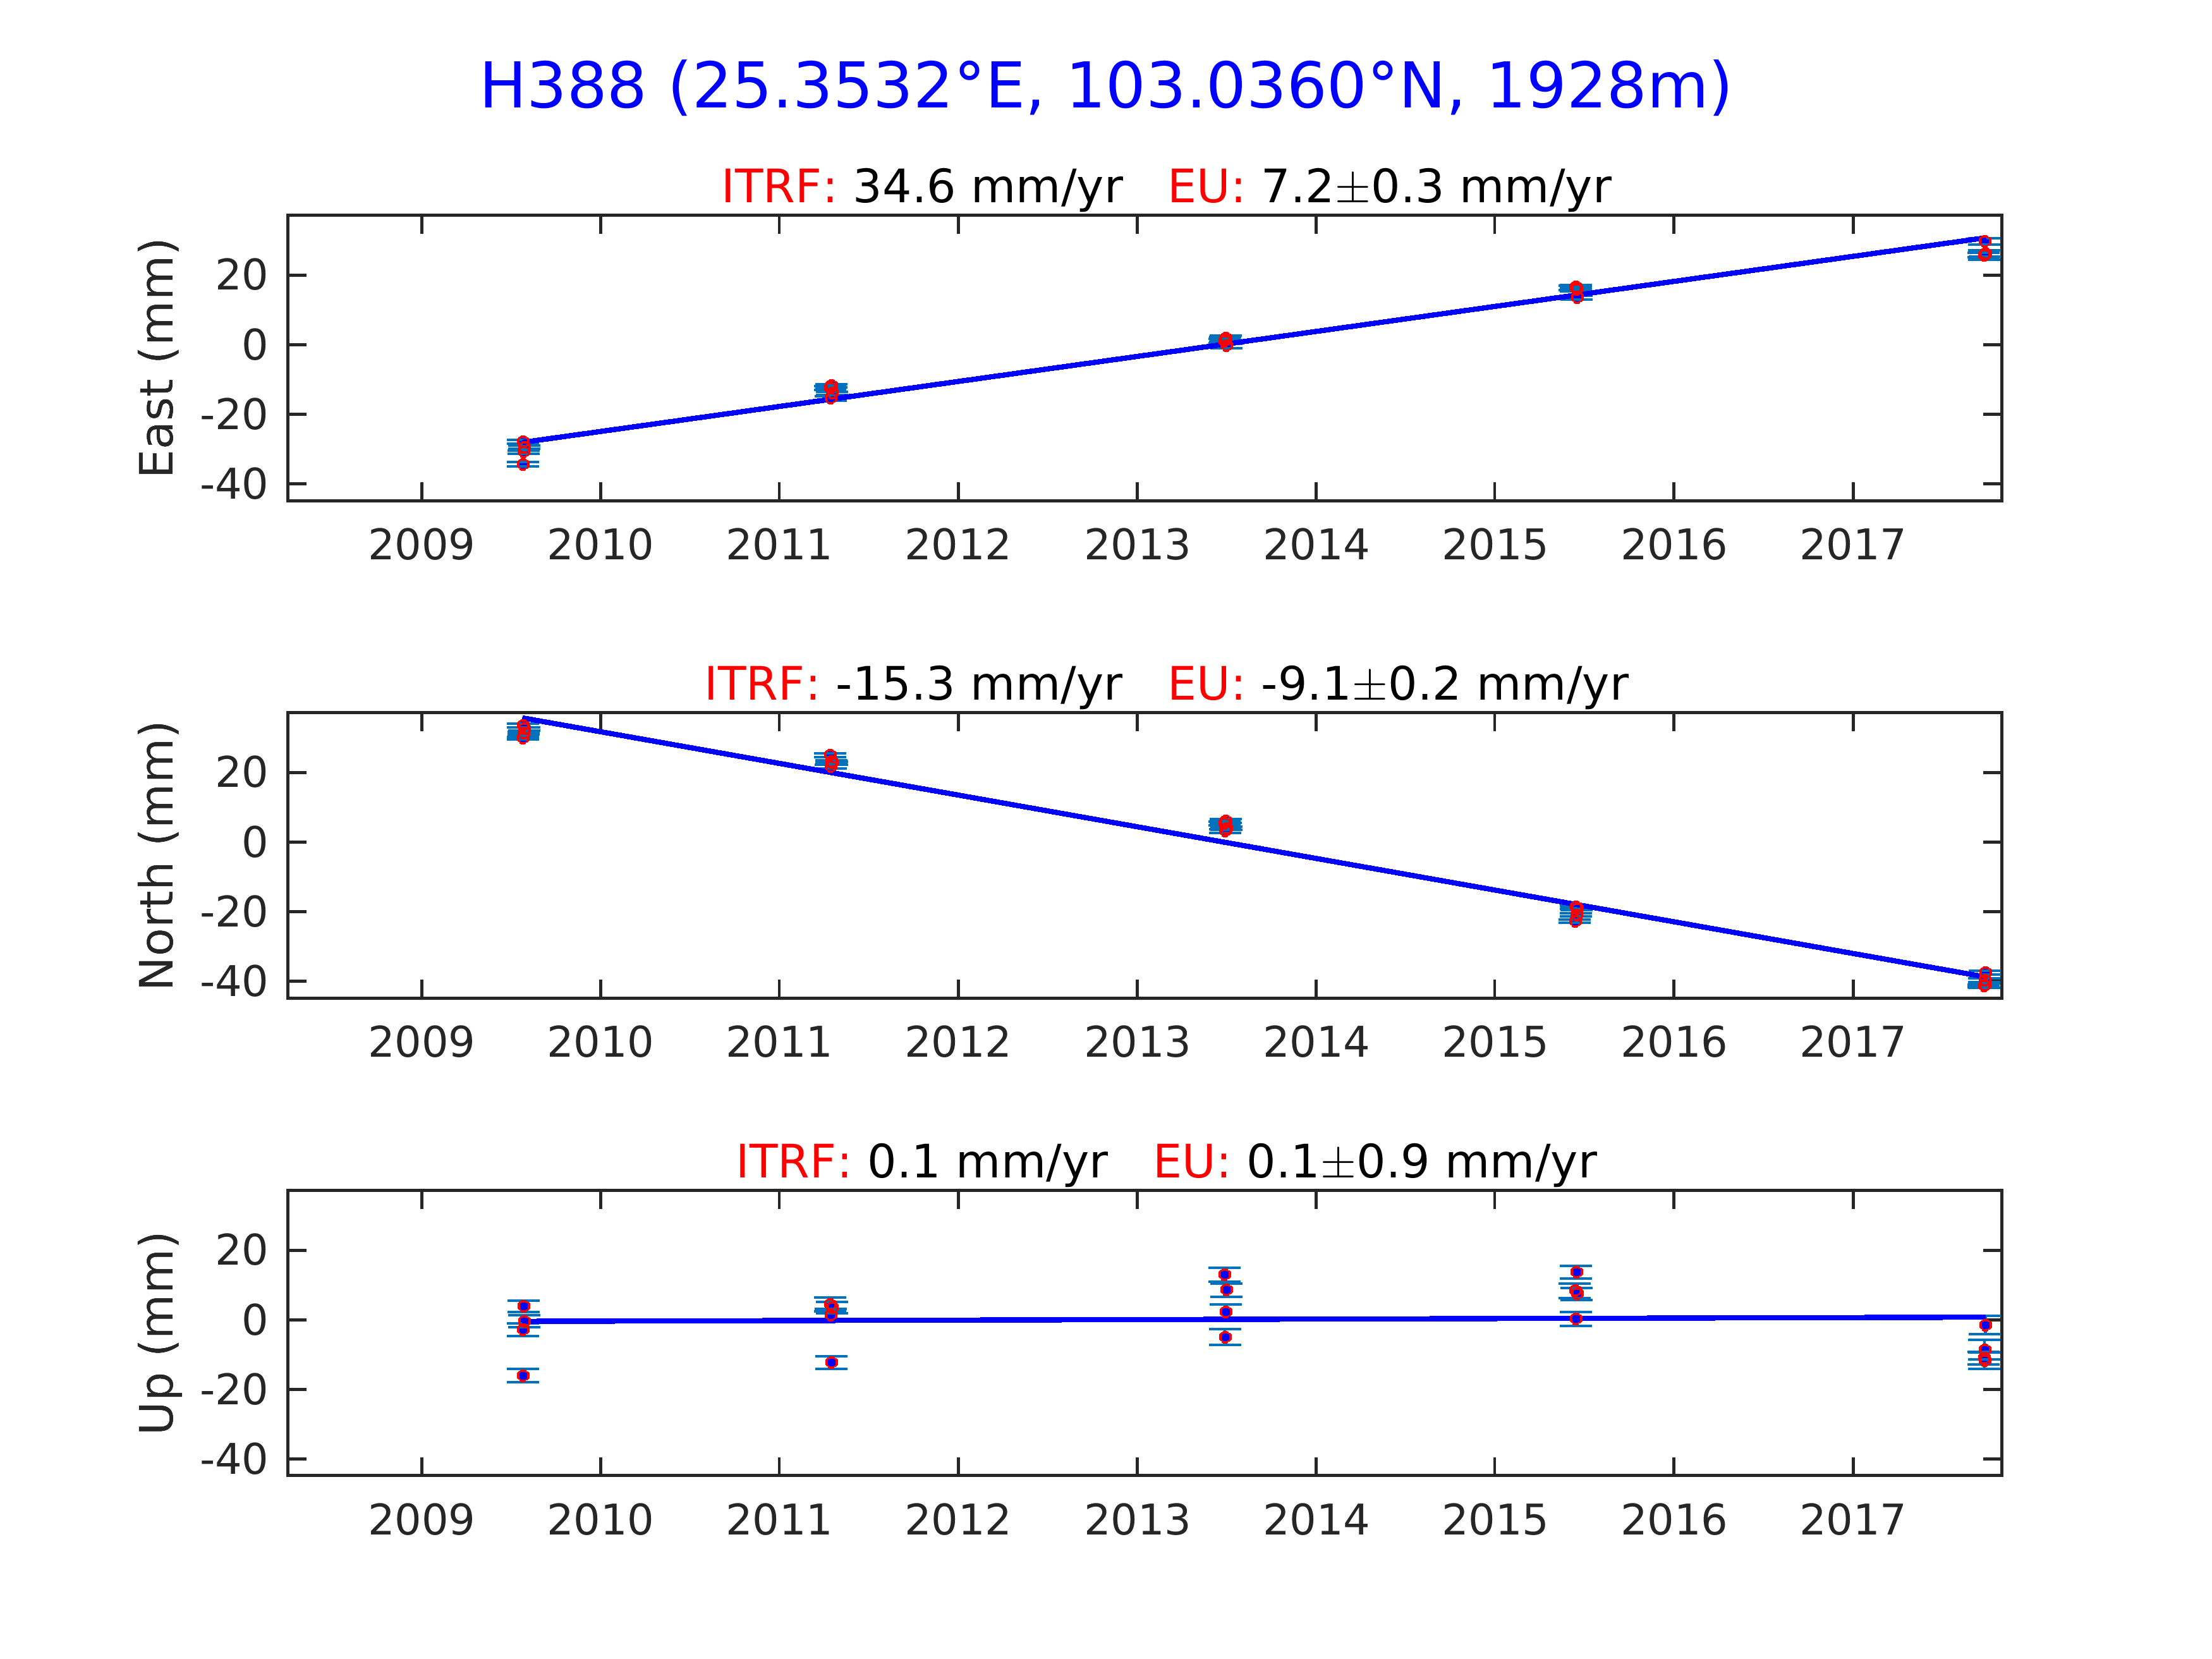 H388 (25.3532°E, 103.0360°N, 1928m)
ITRF: 34.6 mm/yr EU: 7.2±0.3 mm/yr
East (mm)
20
0
-20
-40
2009 2010 2011 2012 2013 2014 2015 2016 2017
ITRF: -15.3 mm/yr EU: -9.1±0.2 mm/yr
North (mm)
20
0
-20
-40
2009 2010 2011 2012 2013 2014 2015 2016 2017
ITRF: 0.1 mm/yr EU: 0.1±0.9 mm/yr
Up (mm)
20
0
-20
-40
2009 2010 2011 2012 2013 2014 2015 2016 2017